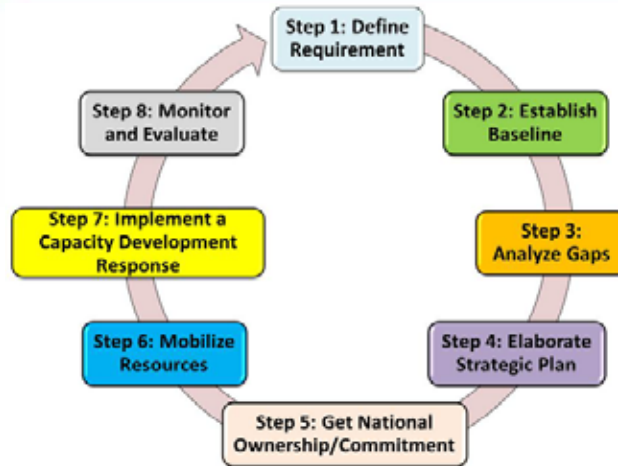 Step 1: Define
Requirement
Step 2: Establish
Baseline
Step 3:
Analyze Gaps
Step 4: Elaborate
Strategic Plan
Step 5: Get National
Ownership/Commitment
Step 6: Mobilize
Resources
Step 7: Implement a
Capacity Development
Response
Step 8: Monitor
and Evaluate